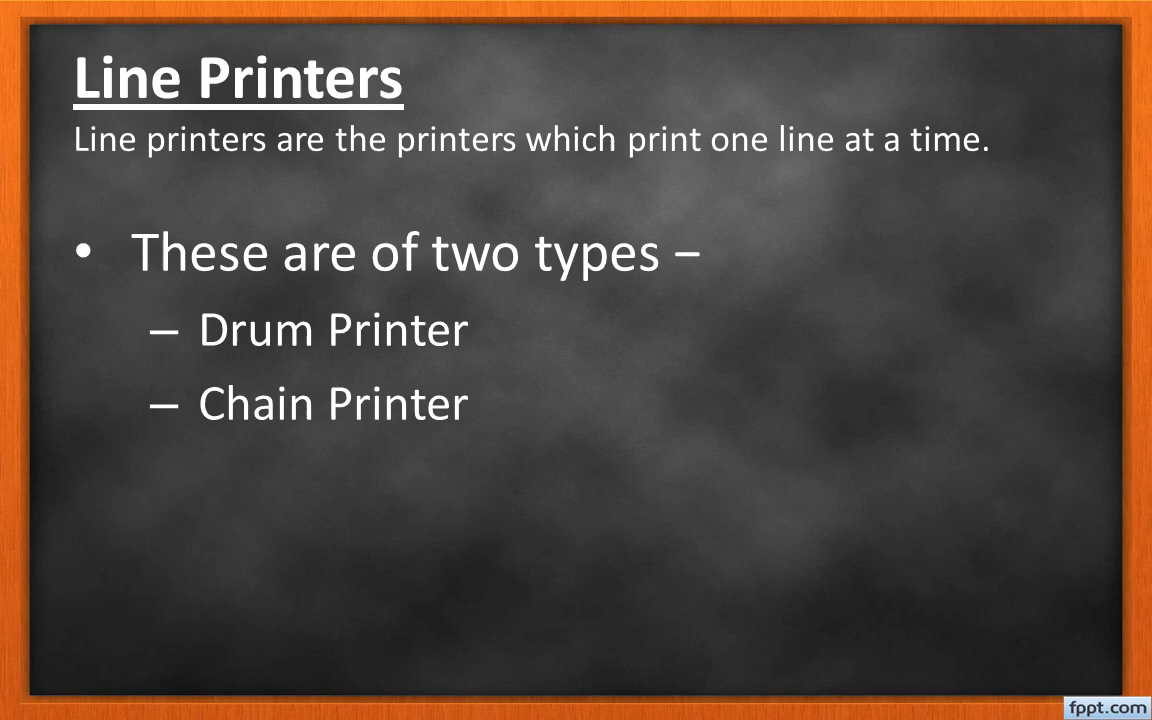 Line Printers
Line printers are the printers which print one line at a time.
• These are of two types −
– Drum Printer
– Chain Printer
fppt.com